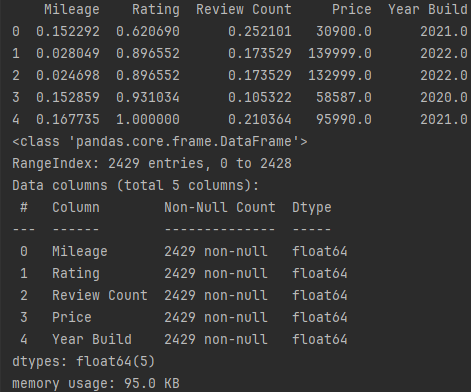 Mileage    Rating  Review Count     Price  Year Build
0  0.152292  0.620690      0.252101   30900.0      2021.0
1  0.028049  0.896552      0.173529  139999.0      2022.0
2  0.024698  0.896552      0.173529  132999.0      2022.0
3  0.152859  0.931034      0.105322   58587.0      2020.0
4  0.167735  1.000000      0.210364   95990.0      2021.0
<class 'pandas.core.frame.DataFrame'>
RangeIndex: 2429 entries, 0 to 2428
Data columns (total 5 columns):
 #   Column        Non-Null Count  Dtype
---  ------        --------------  -----
 0   Mileage       2429 non-null   float64
 1   Rating        2429 non-null   float64
 2   Review Count  2429 non-null   float64
 3   Price         2429 non-null   float64
 4   Year Build    2429 non-null   float64
dtypes: float64(5)
memory usage: 95.0 KB